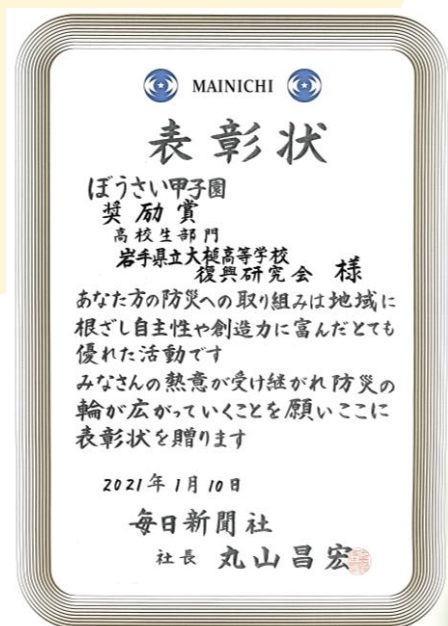 MAINICHI
表彰状
ぼうさい甲子園
奨励賞
高校生部門
岩手県立大槌高等学校
復興研究会 様
あなた方の防災への取り組みは地域に
根ざし自主性や創造力に富んだとても
優れた活動です
みなさんの熱意が受け継がれ防災の
輪が広がっていくことを願いここに
表彰状を贈ります
2021年1月10日
毎日新聞社
社長 丸山昌宏